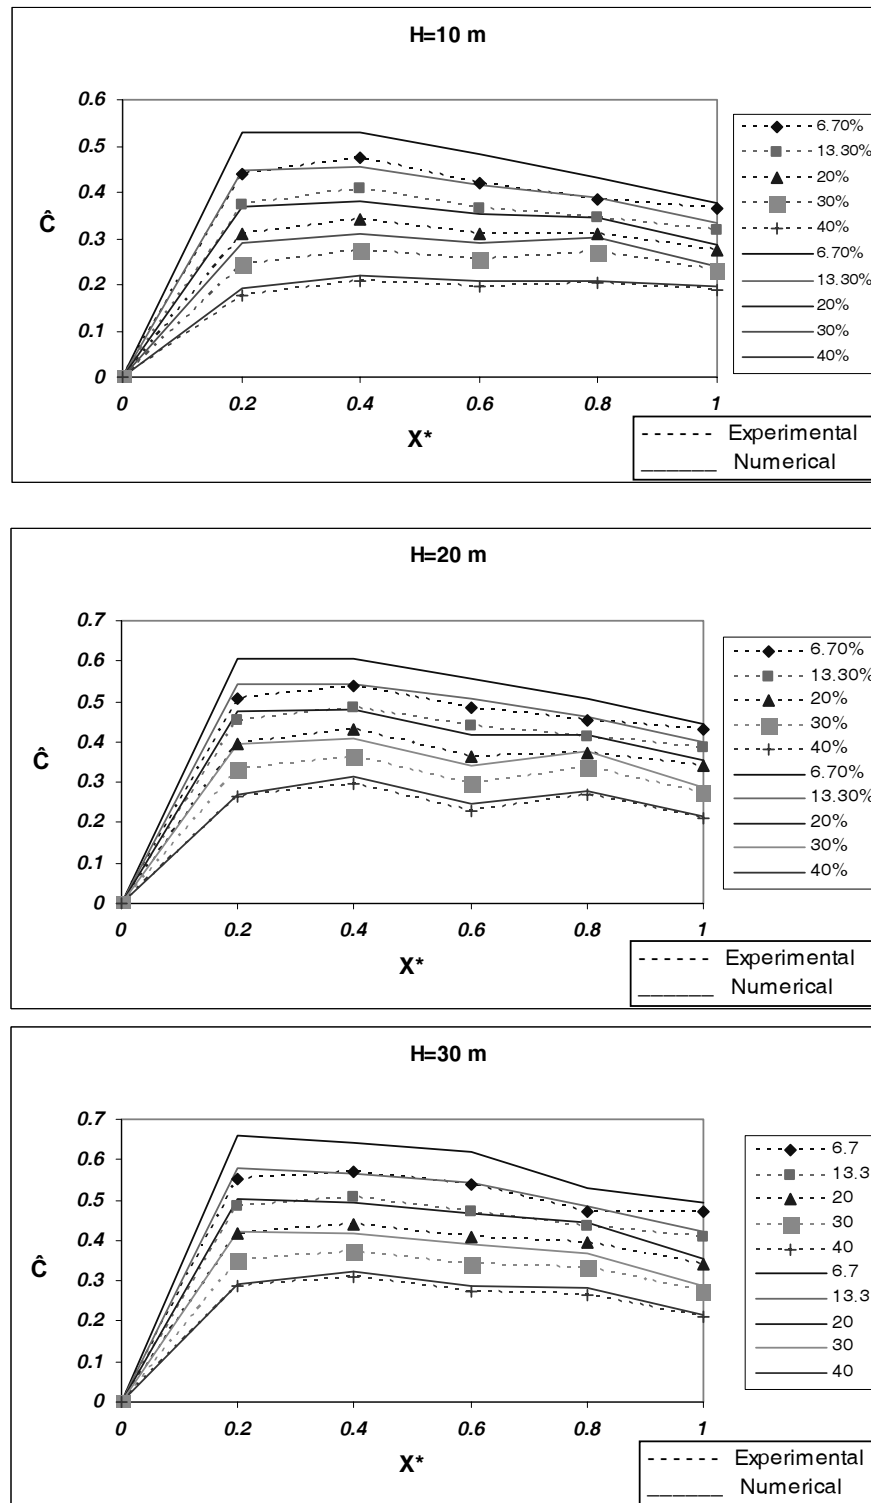 H=10 m
0.6
0.5
0.4
0.3
0.2
0.1
0
Ĉ
0 0.2 0.4 0.6 0.8 1
X*
6.70%
13.30%
20%
30%
40%
6.70%
13.30%
20%
30%
40%
Experimental
Numerical
H=20 m
0.7
0.6
0.5
0.4
0.3
0.2
0.1
0
Ĉ
0 0.2 0.4 0.6 0.8 1
X*
6.70%
13.30%
20%
30%
40%
6.70%
13.30%
20%
30%
40%
Experimental
Numerical
H=30 m
0.7
0.6
0.5
0.4
0.3
0.2
0.1
0
Ĉ
0 0.2 0.4 0.6 0.8 1
X*
6.7
13.3
20
30
40
6.7
13.3
20
30
40
Experimental
Numerical